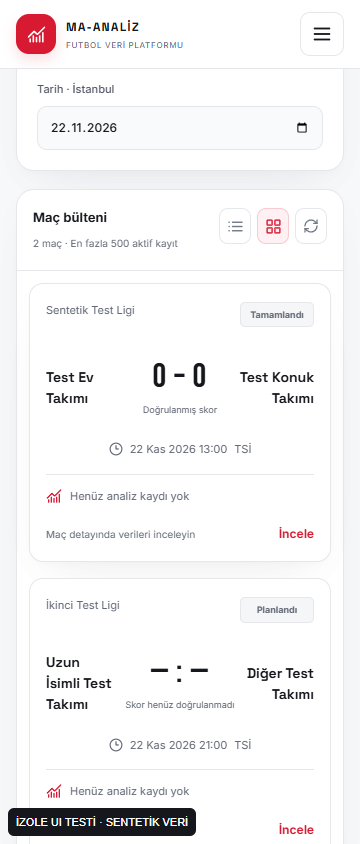 MA-ANALİZ
FUTBOL VERİ PLATFORMU
Tarih · İstanbul
22.11.2026
Maç bülteni
2 maç · En fazla 500 aktif kayıt
Sentetik Test Ligi
Tamamlandı
Test Ev
Takımı
0 - 0
Doğrulanmış skor
Test Konuk
Takımı
22 Kas 2026 13:00 TSİ
Henüz analiz kaydı yok
Maç detayında verileri inceleyin
İncele
İkinci Test Ligi
Planlandı
Uzun
İsimli Test
Takımı
– : –
Skor henüz doğrulanmadı
Diğer Test
Takımı
22 Kas 2026 21:00 TSİ
Henüz analiz kaydı yok
İZOLE UI TESTİ · SENTETİK VERİ
İncele